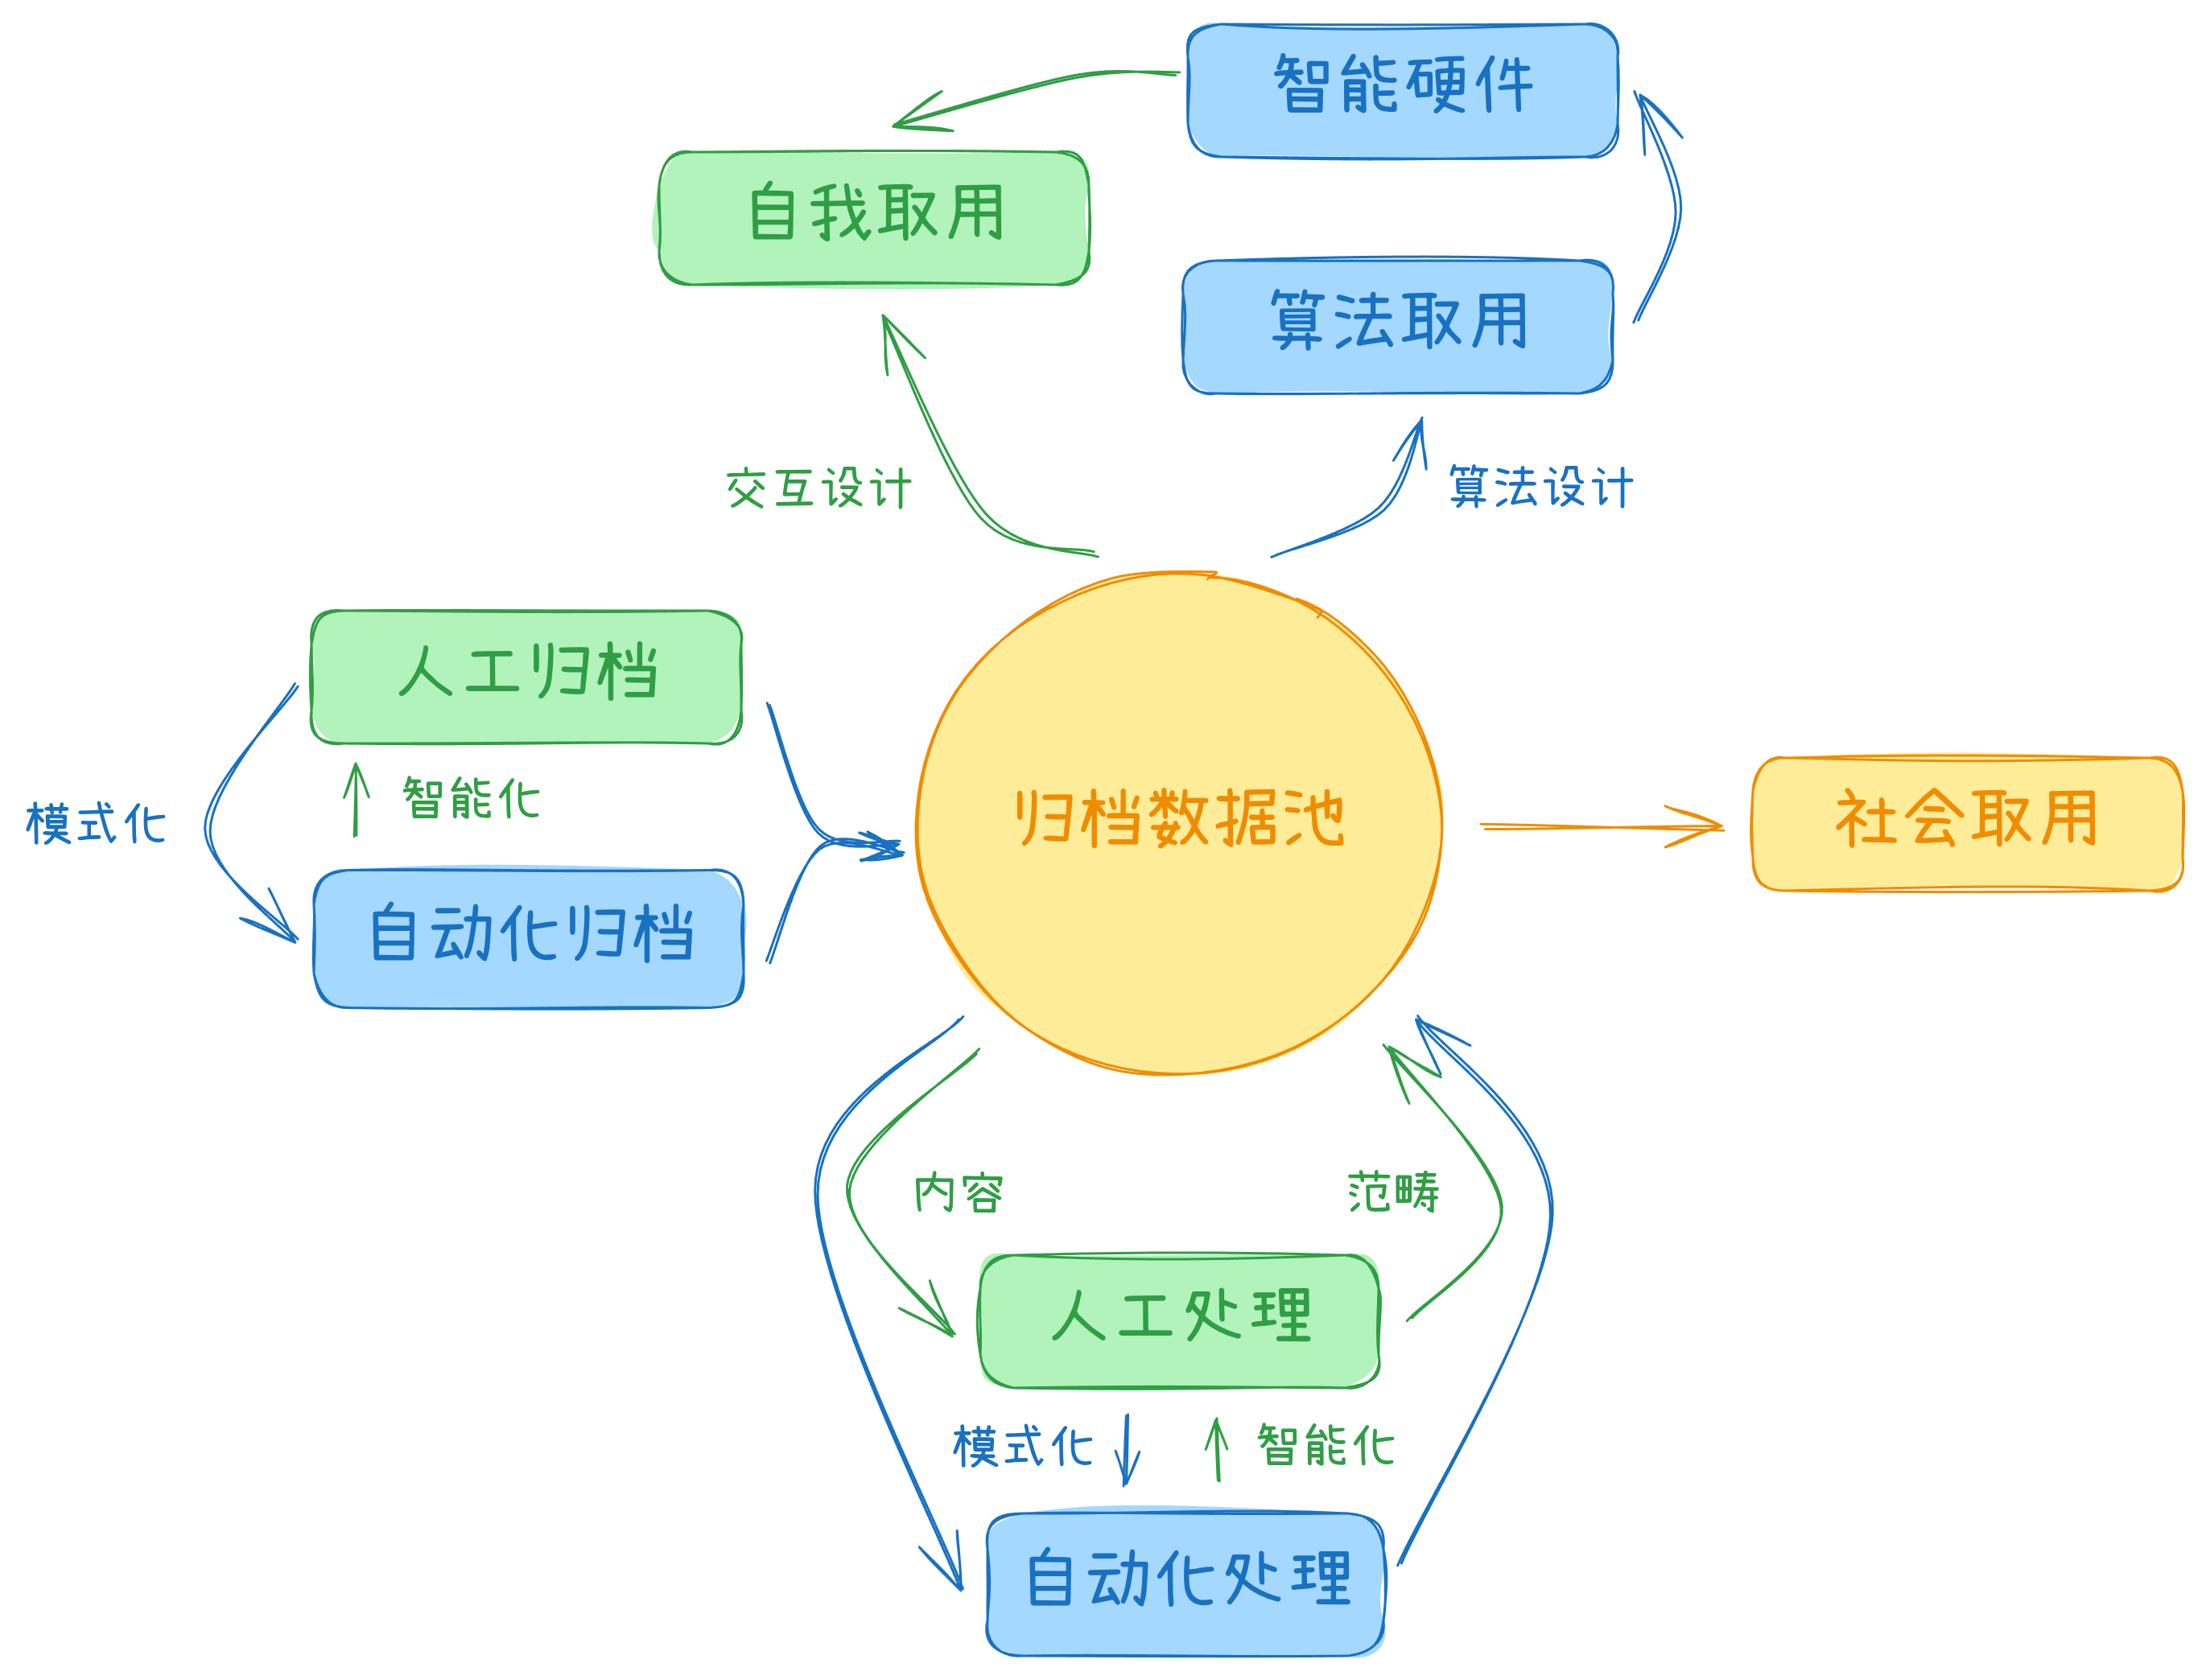 智能硬件
自我取用
算法取用
交互设计
算法设计
人工归档
模式化
智能化
归档数据池
社会取用
自动化归档
内容
范畴
人工处理
模式化
智能化
自动化处理